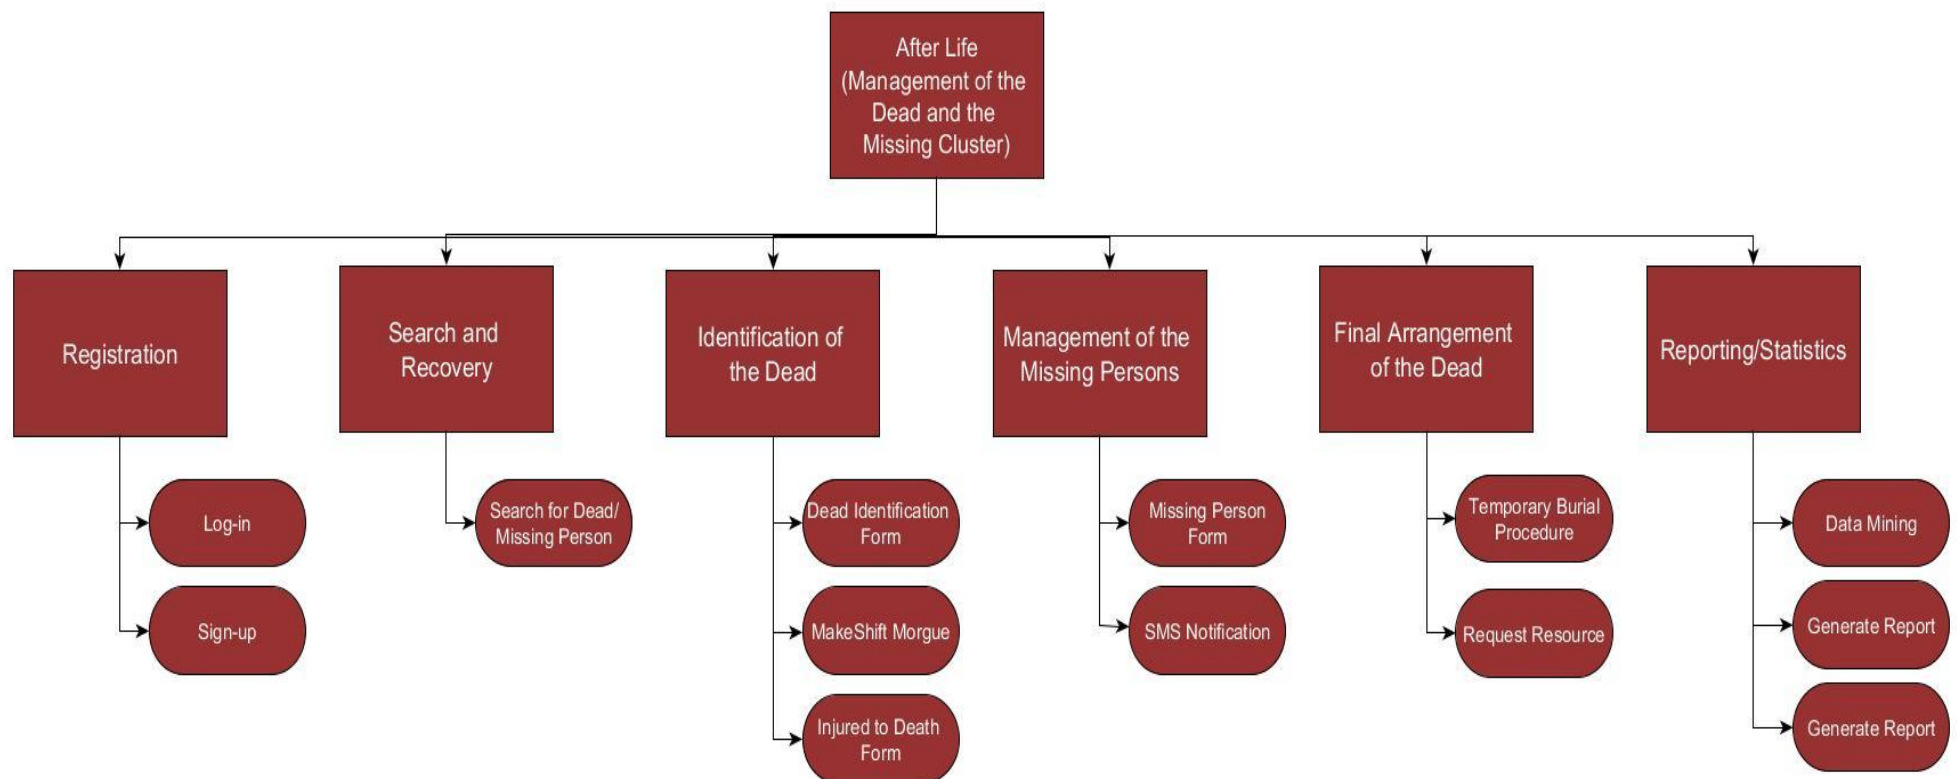 After Life
(Management of the
Dead and the
Missing Cluster)
Registration
Search and
Recovery
Identification of
the Dead
Management of the
Missing Persons
Final Arrangement
of the Dead
Reporting/Statistics
Log-in
Sign-up
Search for Dead/
Missing Person
Dead Identification
Form
MakeShift Morgue
Injured to Death
Form
Missing Person
Form
SMS Notification
Temporary Burial
Procedure
Request Resource
Data Mining
Generate Report
Generate Report